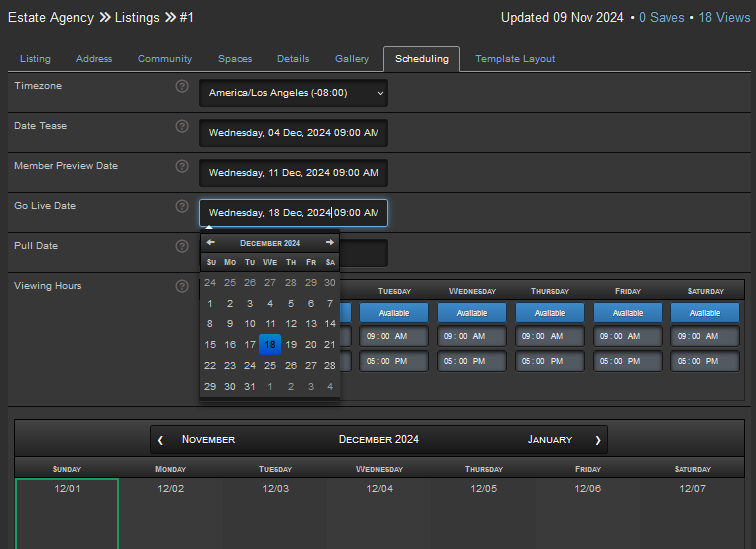 Estate Agency » Listings » #1
Updated 09 Nov 2024 • 0 Saves • 18 Views
Listing Address Community Spaces Details Gallery Scheduling Template Layout
Timezone ? America/Los Angeles (-08:00)
Date Tease ? Wednesday, 04 Dec, 2024 09:00 AM
Member Preview Date ? Wednesday, 11 Dec, 2024 09:00 AM
Go Live Date ? Wednesday, 18 Dec, 2024 09:00 AM
Pull Date ?
December 2024
Su Mo Tu We Th Fr Sa
24 25 26 27 28 29 30
1 2 3 4 5 6 7
8 9 10 11 12 13 14
15 16 17 18 19 20 21
22 23 24 25 26 27 28
29 30 31 1 2 3 4
Viewing Hours ?
Tuesday Wednesday Thursday Friday Saturday
Available Available Available Available Available
09:00 AM 09:00 AM 09:00 AM 09:00 AM 09:00 AM
05:00 PM 05:00 PM 05:00 PM 05:00 PM 05:00 PM
November December 2024 January
Sunday Monday Tuesday Wednesday Thursday Friday Saturday
12/01 12/02 12/03 12/04 12/05 12/06 12/07